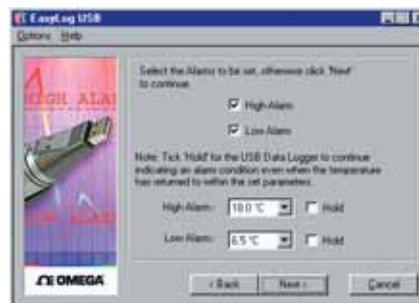 EasyLog USB
Options Help
HIGH ALA
Select the Alarms to be set, otherwise click 'Next'
to continue.
High Alarm
Low Alarm
Note: Tick 'Hold' for the USB Data Logger to continue
indicating an alarm condition even when the temperature
has returned to within the set parameters.
High Alarm: 18.0 °C Hold
Low Alarm: 6.5 °C Hold
OMEGA
< Back Next > Cancel